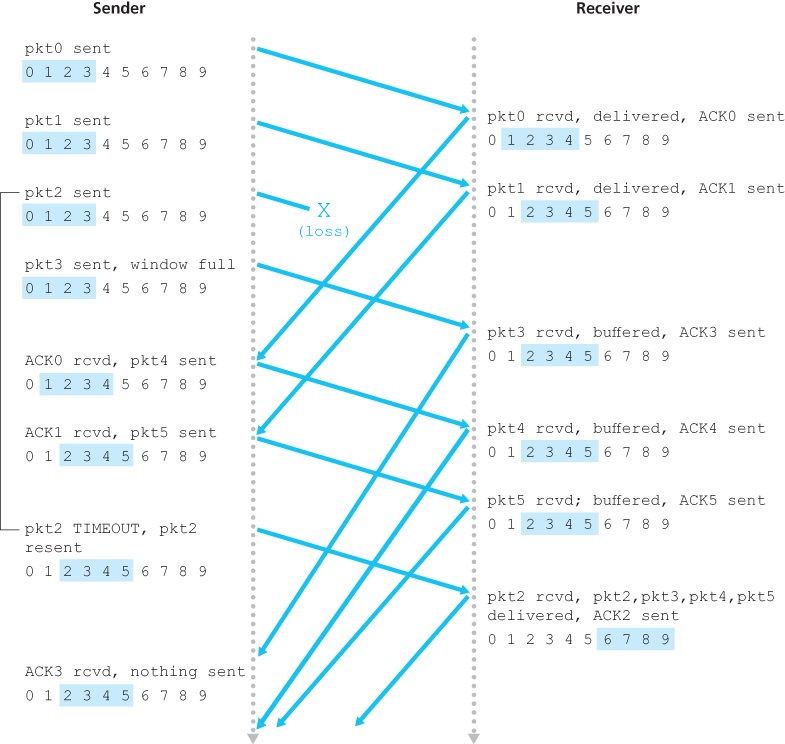 Sender
Receiver
pkt0 sent
0 1 2 3 4 5 6 7 8 9
pkt0 rcvd, delivered, ACK0 sent
0 1 2 3 4 5 6 7 8 9
pkt1 sent
0 1 2 3 4 5 6 7 8 9
pkt1 rcvd, delivered, ACK1 sent
0 1 2 3 4 5 6 7 8 9
pkt2 sent
0 1 2 3 4 5 6 7 8 9
X
(loss)
pkt3 sent, window full
0 1 2 3 4 5 6 7 8 9
pkt3 rcvd, buffered, ACK3 sent
0 1 2 3 4 5 6 7 8 9
ACK0 rcvd, pkt4 sent
0 1 2 3 4 5 6 7 8 9
pkt4 rcvd, buffered, ACK4 sent
0 1 2 3 4 5 6 7 8 9
ACK1 rcvd, pkt5 sent
0 1 2 3 4 5 6 7 8 9
pkt5 rcvd; buffered, ACK5 sent
0 1 2 3 4 5 6 7 8 9
pkt2 TIMEOUT, pkt2
resent
0 1 2 3 4 5 6 7 8 9
pkt2 rcvd, pkt2,pkt3,pkt4,pkt5
delivered, ACK2 sent
0 1 2 3 4 5 6 7 8 9
ACK3 rcvd, nothing sent
0 1 2 3 4 5 6 7 8 9